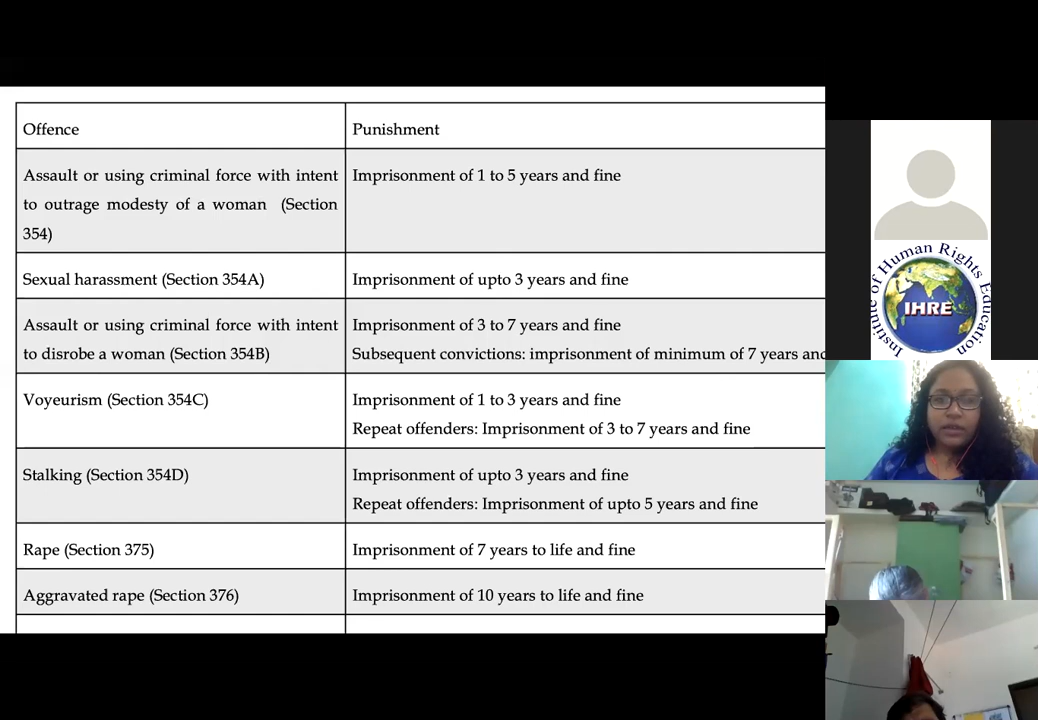 Offence
Punishment
Assault or using criminal force with intent
to outrage modesty of a woman (Section
354)
Imprisonment of 1 to 5 years and fine
Sexual harassment (Section 354A)
Imprisonment of upto 3 years and fine
Assault or using criminal force with intent
to disrobe a woman (Section 354B)
Imprisonment of 3 to 7 years and fine
Subsequent convictions: imprisonment of minimum of 7 years and
Voyeurism (Section 354C)
Imprisonment of 1 to 3 years and fine
Repeat offenders: Imprisonment of 3 to 7 years and fine
Stalking (Section 354D)
Imprisonment of upto 3 years and fine
Repeat offenders: Imprisonment of upto 5 years and fine
Rape (Section 375)
Imprisonment of 7 years to life and fine
Aggravated rape (Section 376)
Imprisonment of 10 years to life and fine
Institute of Human Rights Education
IHRE